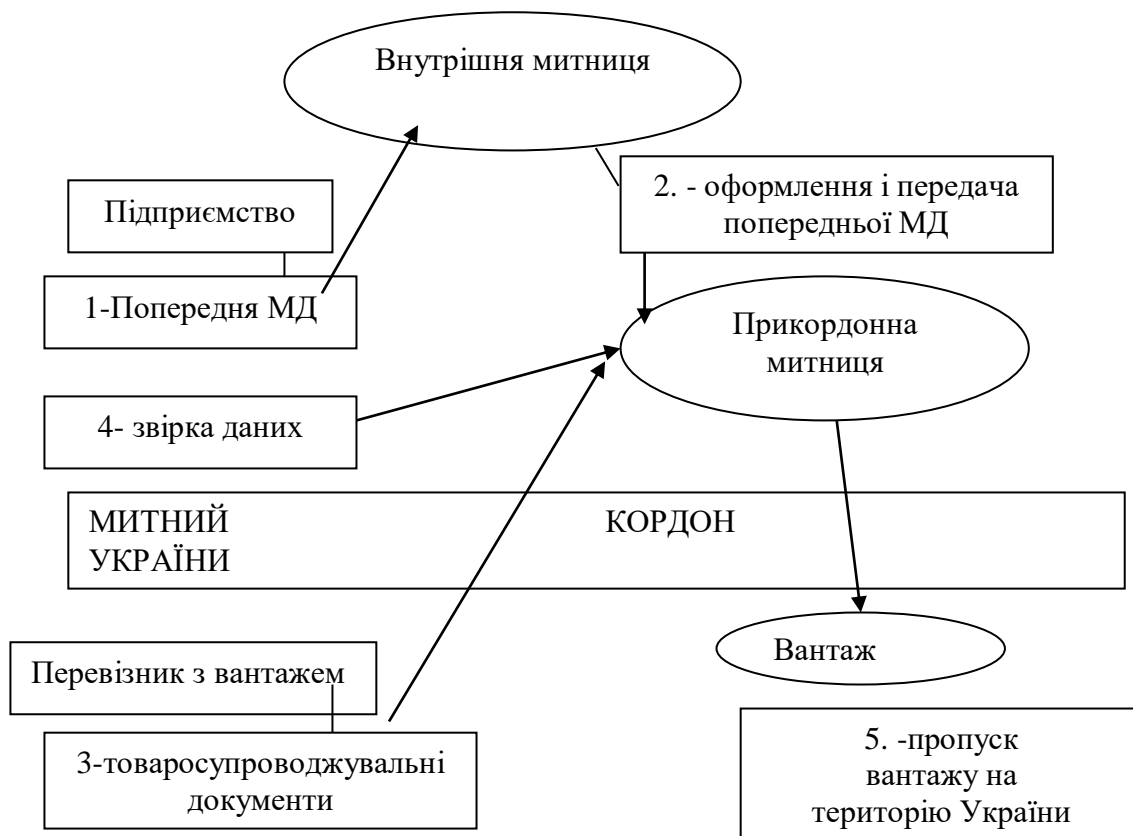 Внутрішня митниця
2. - оформлення і передача
попередньої МД
Підприємство
1-Попередня МД
Прикордонна
митниця
4- звірка даних
МИТНИЙ КОРДОН
УКРАЇНИ
Перевізник з вантажем
Вантаж
3-товаросупроводжувальні
документи
5. -пропуск
вантажу на
територію України